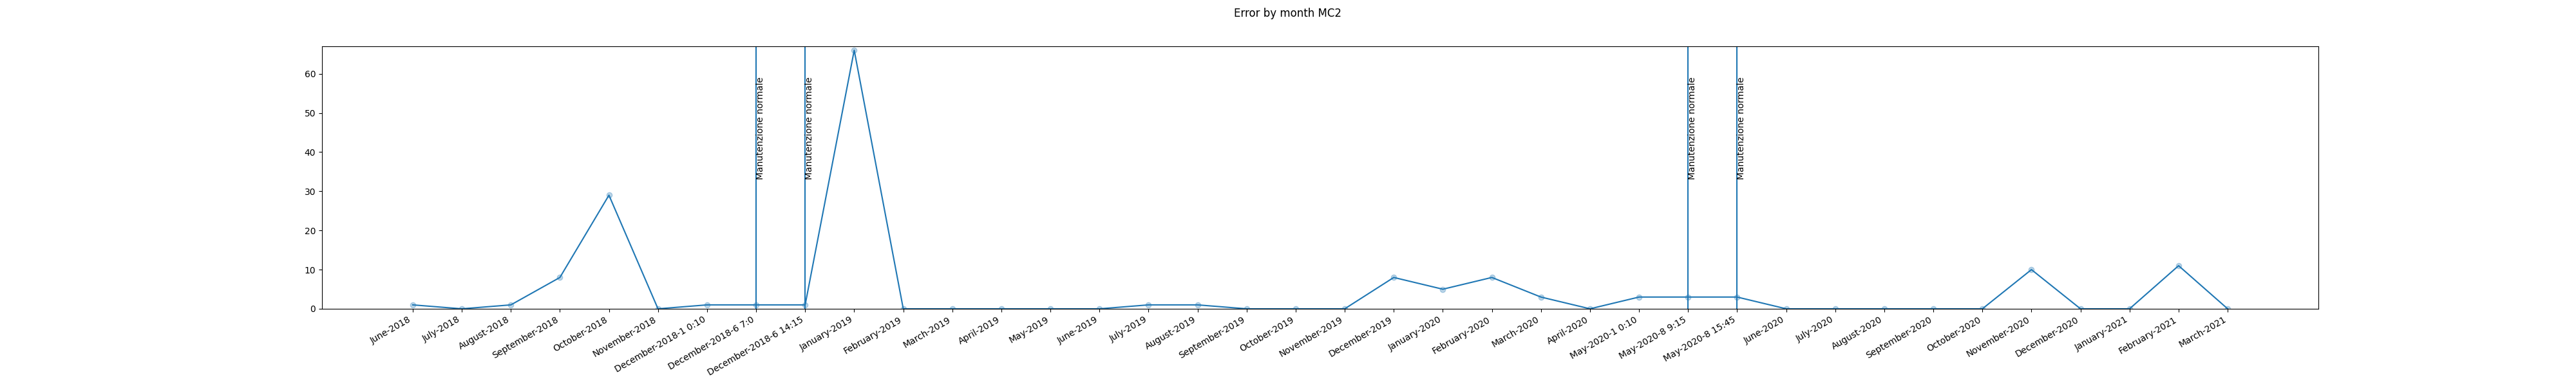 Error by month MC2
60
50
40
30
20
10
0
Manutenzione normale
Manutenzione normale
Manutenzione normale
Manutenzione normale
June-2018
July-2018
August-2018
September-2018
October-2018
November-2018
December-2018-1 0:10
December-2018-6 7:0
December-2018-6 14:15
January-2019
February-2019
March-2019
April-2019
May-2019
June-2019
July-2019
August-2019
September-2019
October-2019
November-2019
December-2019
January-2020
February-2020
March-2020
April-2020
May-2020-1 0:10
May-2020-8 9:15
May-2020-8 15:45
June-2020
July-2020
August-2020
September-2020
October-2020
November-2020
December-2020
January-2021
February-2021
March-2021